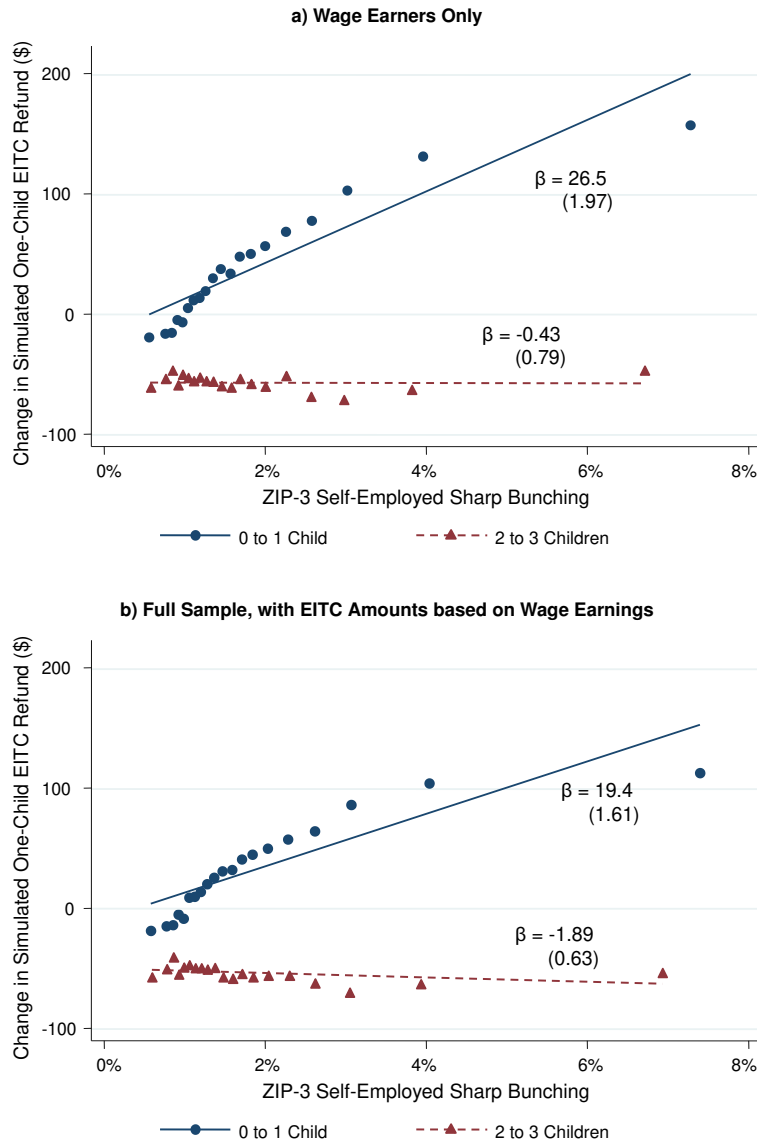 a) Wage Earners Only
Change in Simulated One-Child EITC Refund ($)
200
100
0
-100
β = 26.5
(1.97)
β = -0.43
(0.79)
0%
2%
4%
6%
8%
ZIP-3 Self-Employed Sharp Bunching
0 to 1 Child
2 to 3 Children
b) Full Sample, with EITC Amounts based on Wage Earnings
Change in Simulated One-Child EITC Refund ($)
200
100
0
-100
β = 19.4
(1.61)
β = -1.89
(0.63)
0%
2%
4%
6%
8%
ZIP-3 Self-Employed Sharp Bunching
0 to 1 Child
2 to 3 Children